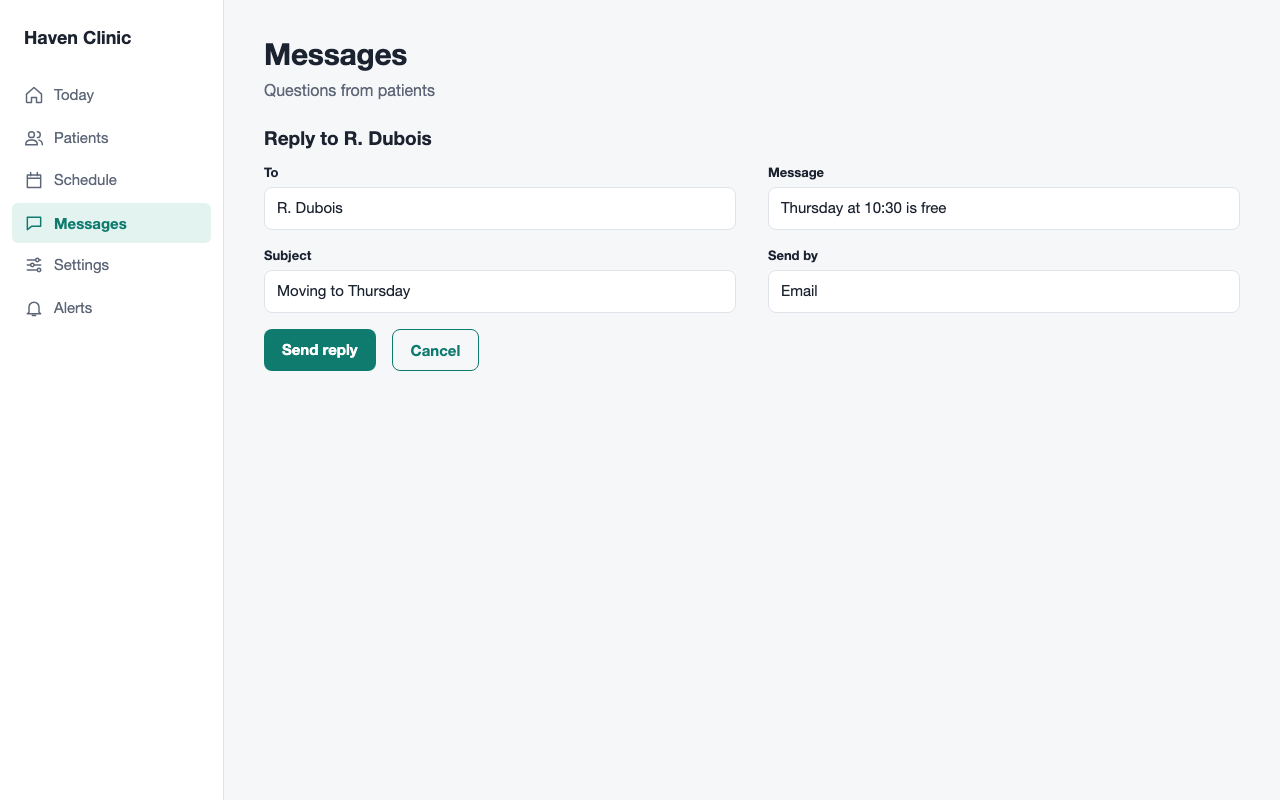 Haven Clinic
Today
Patients
Schedule
Messages
Settings
Alerts
Messages
Questions from patients
Reply to R. Dubois
To
R. Dubois
Message
Thursday at 10:30 is free
Subject
Moving to Thursday
Send by
Email
Send reply
Cancel